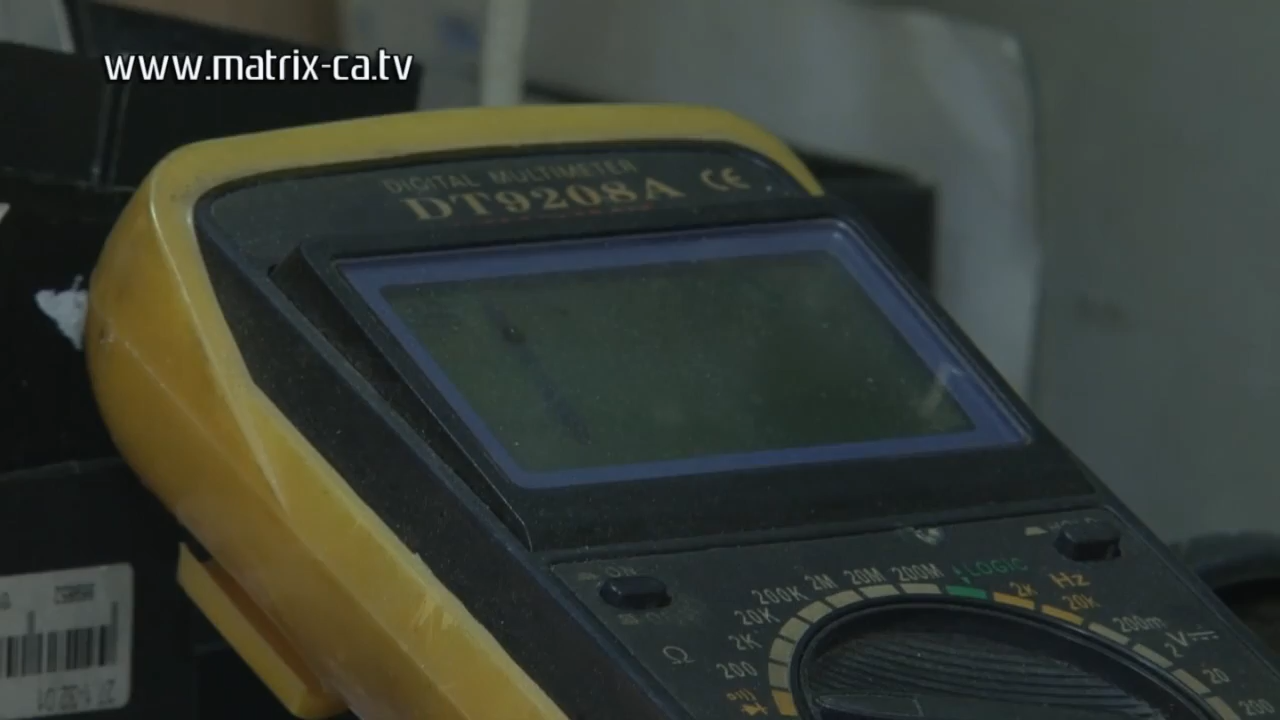 www.matrix-ca.tv
DIGITAL MULTIMETER
DT9208A CE
ON
LOGIC
200M
20M
2M
200K
20K
2K
200
Ω
2k
Hz
20k
200m
2
V
20
200